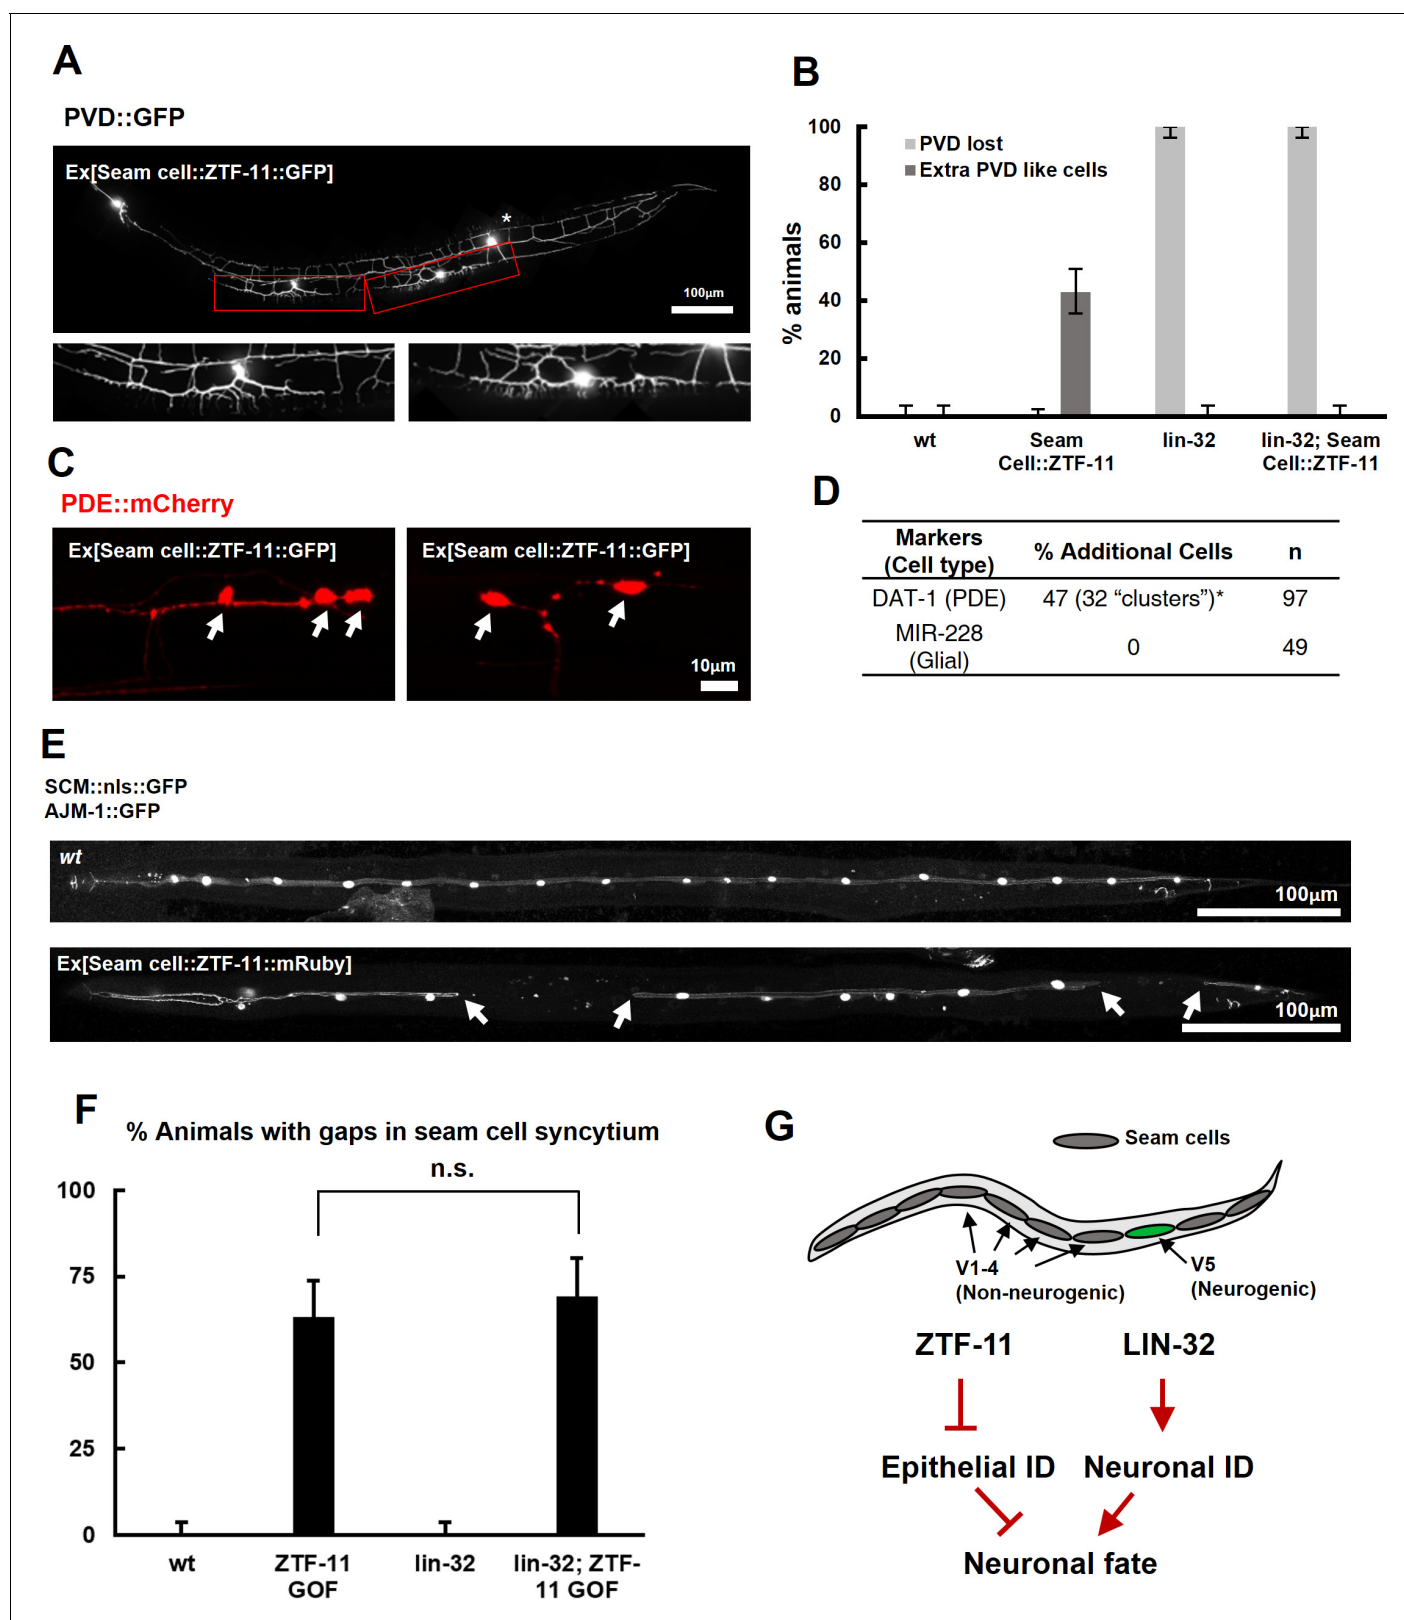 A
PVD::GFP
Ex[Seam cell::ZTF-11::GFP]
*
100µm
B
100
80
60
40
20
0
% animals
PVD lost
Extra PVD like cells
wt
Seam
Cell::ZTF-11
lin-32
lin-32; Seam
Cell::ZTF-11
C
PDE::mCherry
Ex[Seam cell::ZTF-11::GFP]
Ex[Seam cell::ZTF-11::GFP]
10µm
D
Markers
(Cell type)
% Additional Cells
n
DAT-1 (PDE)
47 (32 “clusters”)*
97
MIR-228
(Glial)
0
49
E
SCM::nls::GFP
AJM-1::GFP
wt
100µm
Ex[Seam cell::ZTF-11::mRuby]
100µm
F
% Animals with gaps in seam cell syncytium
n.s.
100
75
50
25
0
wt
ZTF-11
GOF
lin-32
lin-32; ZTF-
11 GOF
G
Seam cells
V1-4
(Non-neurogenic)
V5
(Neurogenic)
ZTF-11
LIN-32
Epithelial ID
Neuronal ID
Neuronal fate